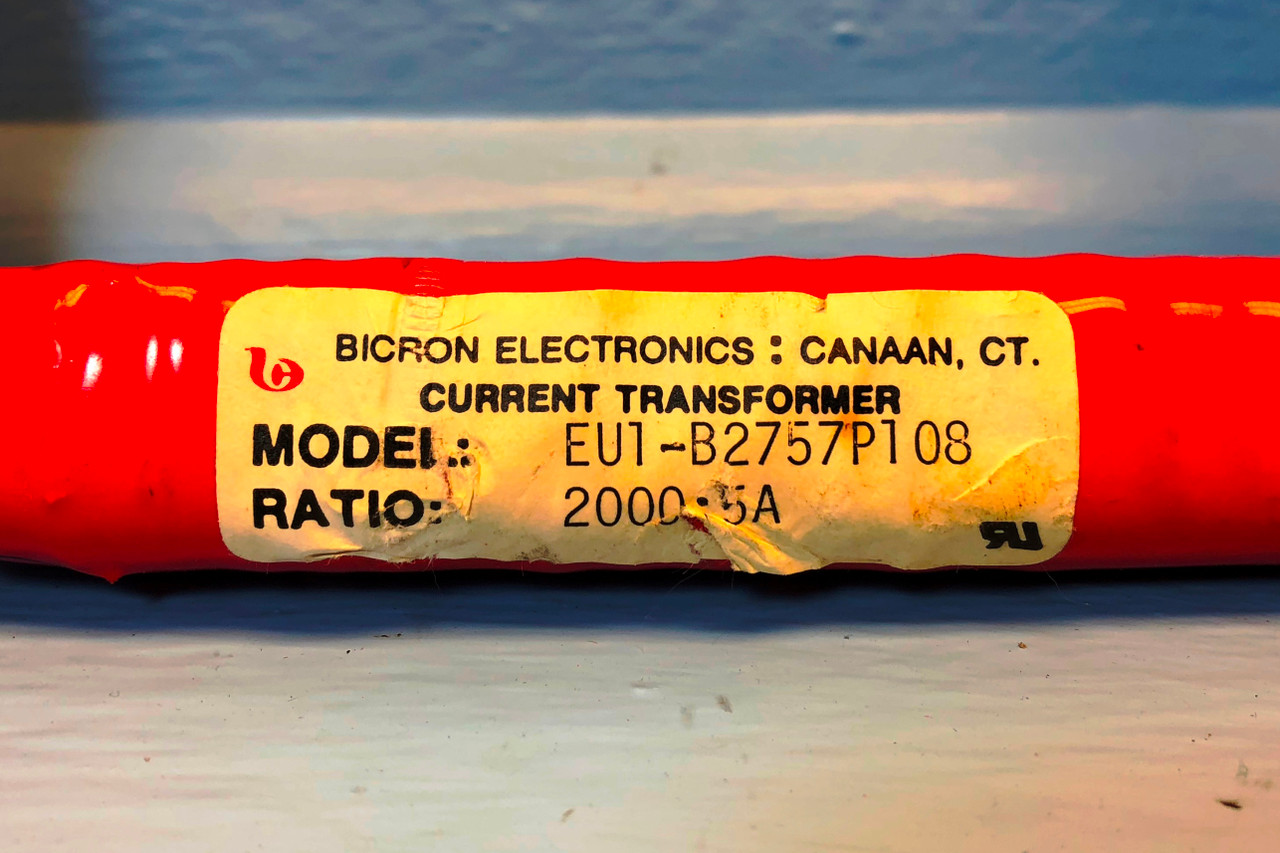 BICRON ELECTRONICS : CANAAN, CT.
CURRENT TRANSFORMER
MODEL: EU1-B2757P108
RATIO: 2000:5A